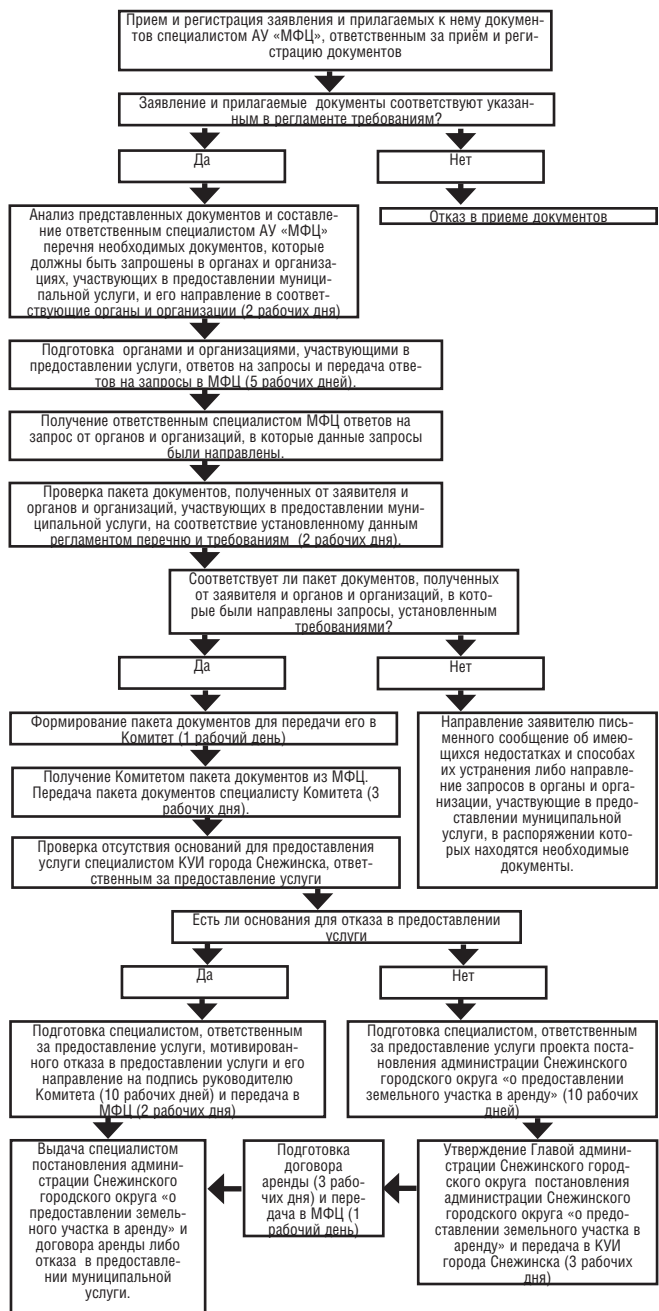 Прием и регистрация заявления и прилагаемых к нему докумен-
тов специалистом АУ «МФЦ», ответственным за приём и реги-
страцию документов
Заявление и прилагаемые документы соответствуют указан-
ным в регламенте требованиям?
Да
Нет
Анализ представленных документов и составле-
ние ответственным специалистом АУ «МФЦ»
перечня необходимых документов, которые
должны быть запрошены в органах и организа-
циях, участвующих в предоставлении муници-
пальной услуги, и его направление в соответ-
ствующие органы и организации (2 рабочих дня)
Отказ в приеме документов
Подготовка органами и организациями, участвующими в
предоставлении услуги, ответов на запросы и передача отве-
тов на запросы в МФЦ (5 рабочих дней).
Получение ответственным специалистом МФЦ ответов на
запрос от органов и организаций, в которые данные запросы
были направлены.
Проверка пакета документов, полученных от заявителя и
органов и организаций, участвующих в предоставлении муни-
ципальной услуги, на соответствие установленному данным
регламентом перечню и требованиям (2 рабочих дня).
Соответствует ли пакет документов, полученных
от заявителя и органов и организаций, в кото-
рые были направлены запросы, установленным
требованиями?
Да
Нет
Формирование пакета документов для передачи его в
Комитет (1 рабочий день)
Получение Комитетом пакета документов из МФЦ.
Передача пакета документов специалисту Комитета (3
рабочих дня).
Проверка отсутствия оснований для предоставления
услуги специалистом КУИ города Снежинска, ответ-
ственным за предоставление услуги
Направление заявителю пись-
менного сообщение об имею-
щихся недостатках и способах
их устранения либо направле-
ние запросов в органы и орга-
низации, участвующие в предо-
ставлении муниципальной
услуги, в распоряжении кото-
рых находятся необходимые
документы.
Есть ли основания для отказа в предоставлении
услуги
Да
Нет
Подготовка специалистом, ответственным
за предоставление услуги, мотивирован-
ного отказа в предоставлении услуги и его
направление на подпись руководителю
Комитета (10 рабочих дней) и передача в
МФЦ (2 рабочих дня)
Подготовка специалистом, ответственным
за предоставление услуги проекта поста-
новления администрации Снежинского
городского округа «о предоставлении
земельного участка в аренду» (10 рабочих
дней)
Выдача специалистом
постановления админи-
страции Снежинского
городского округа «о
предоставлении земель-
ного участка в аренду» и
договора аренды либо
отказа в предоставле-
нии муниципальной
услуги.
Подготовка
договора
аренды (3 рабо-
чих дня) и пере-
дача в МФЦ (1
рабочий день)
Утверждение Главой админи-
страции Снежинского город-
ского округа постановления
администрации Снежинского
городского округа «о предо-
ставлении земельного участка в
аренду» и передача в КУИ
города Снежинска (3 рабочих
дня)